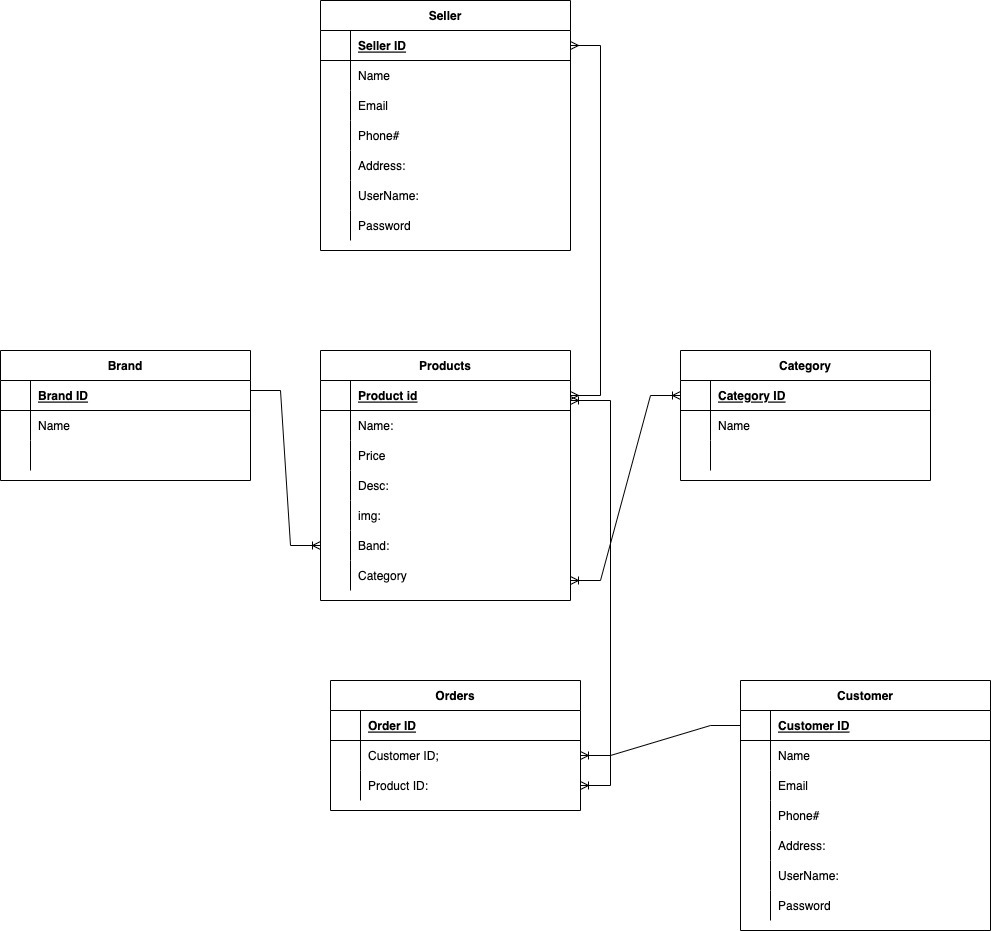 Seller
Seller ID
Name
Email
Phone#
Address:
UserName:
Password
Brand
Brand ID
Name
Products
Product id
Name:
Price
Desc:
img:
Band:
Category
Category
Category ID
Name
Orders
Order ID
Customer ID;
Product ID:
Customer
Customer ID
Name
Email
Phone#
Address:
UserName:
Password